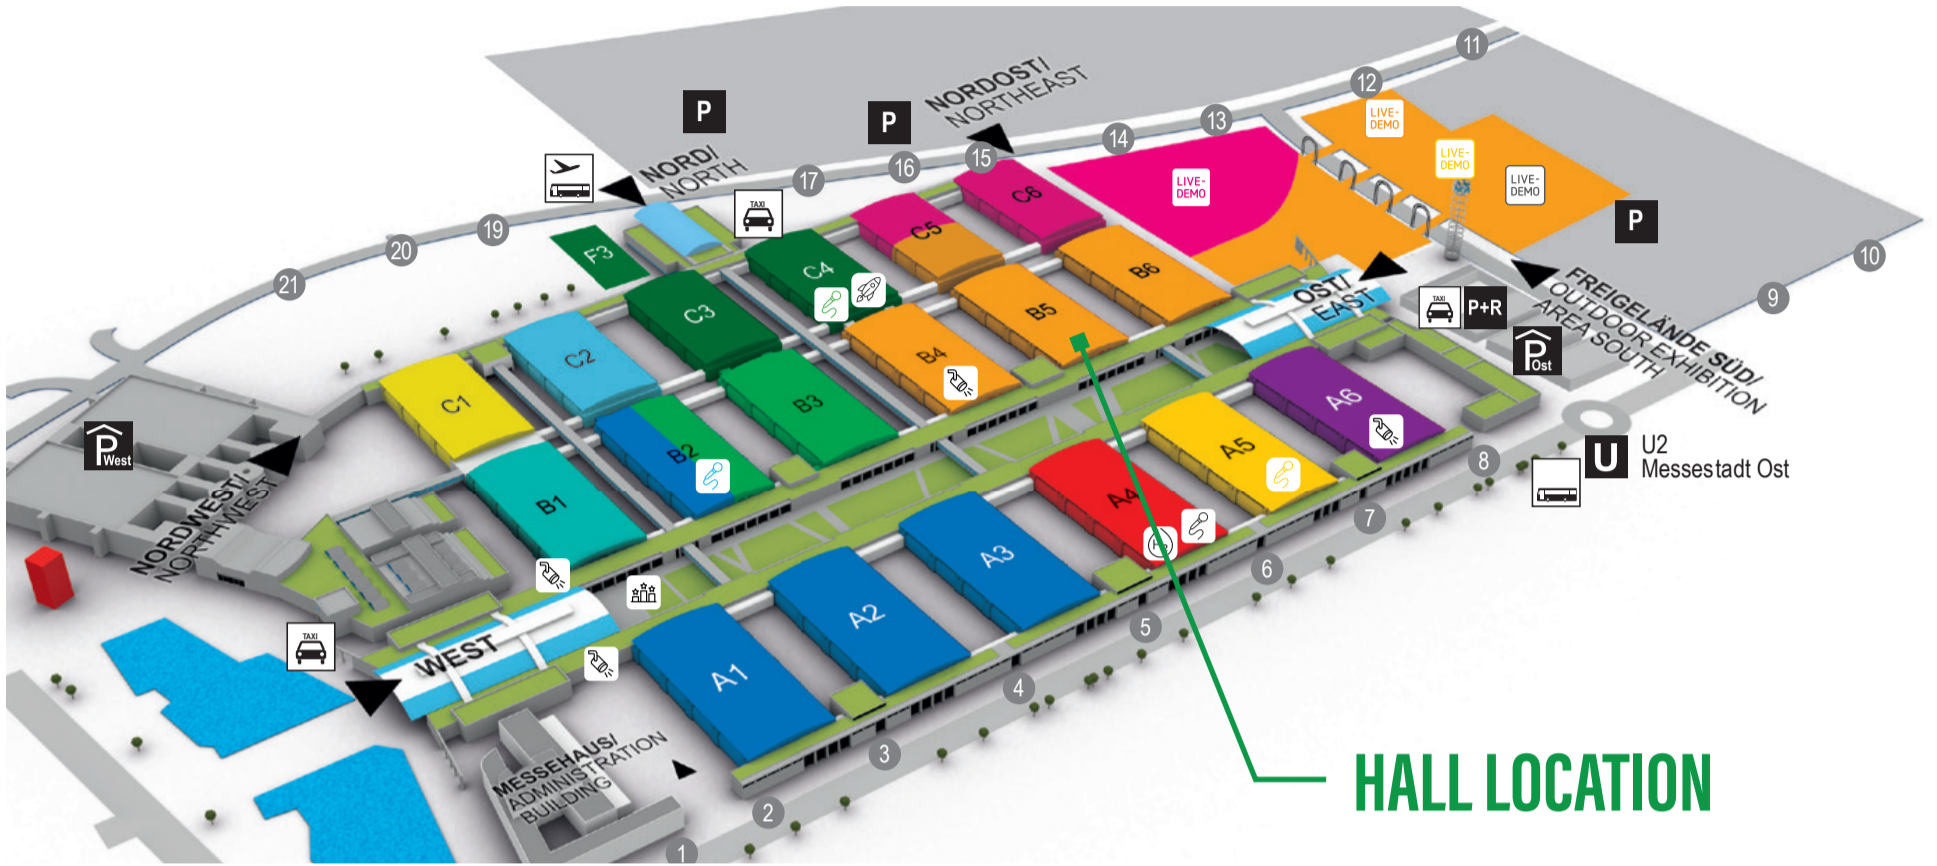 11
12
LIVE-
DEMO
13
14
15
16
17
19
20
21
P
P
NORDOST/
NORTHEAST
NORD/
NORTH
TAXI
LIVE-
DEMO
LIVE-
DEMO
LIVE-
DEMO
P
10
9
F3
C6
C5
C4
C3
C2
C1
B6
B5
B4
B3
B2
B1
OST/
EAST
TAXI
P+R
P
Ost
FREIGELÄNDE SÜD/
OUTDOOR EXHIBITION
AREA SOUTH
A6
A5
A4
A3
A2
A1
P
West
NORDWEST/
NORTHWEST
U
U2
Messestadt Ost
8
7
6
5
4
3
2
1
TAXI
WEST
MESSEHAUS/
ADMINISTRATION
BUILDING
HALL LOCATION